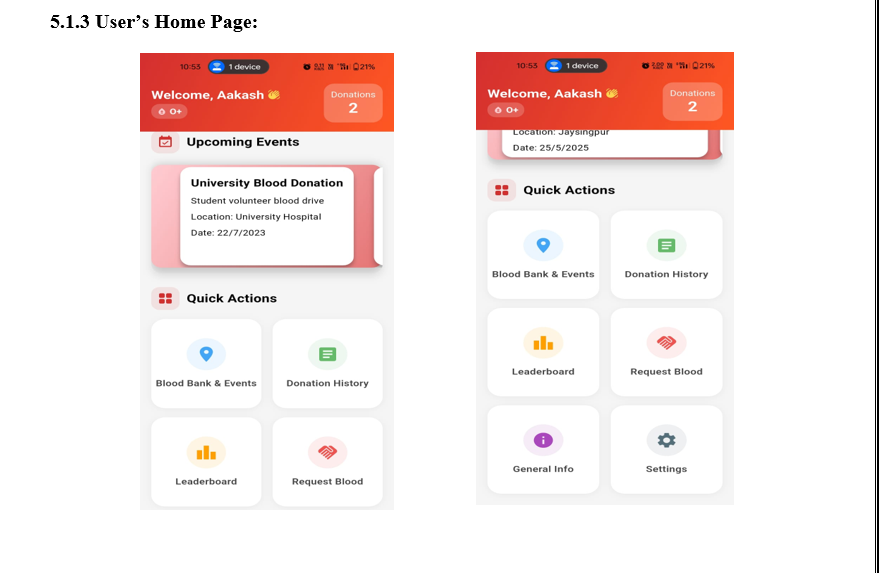 5.1.3 User’s Home Page:
10:53 1 device 21%
Welcome, Aakash
O+
Donations
2
Upcoming Events
University Blood Donation
Student volunteer blood drive
Location: University Hospital
Date: 22/7/2023
Quick Actions
Blood Bank & Events Donation History
Leaderboard Request Blood
10:53 1 device 21%
Welcome, Aakash
O+
Donations
2
Location: Jaysingpur
Date: 25/5/2025
Quick Actions
Blood Bank & Events Donation History
Leaderboard Request Blood
General Info Settings